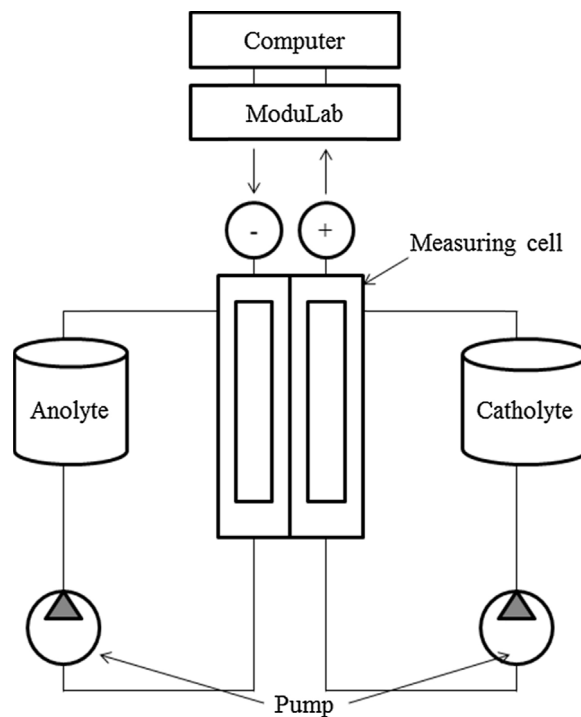 Computer
ModuLab
- +
Measuring cell
Anolyte
Catholyte
Pump